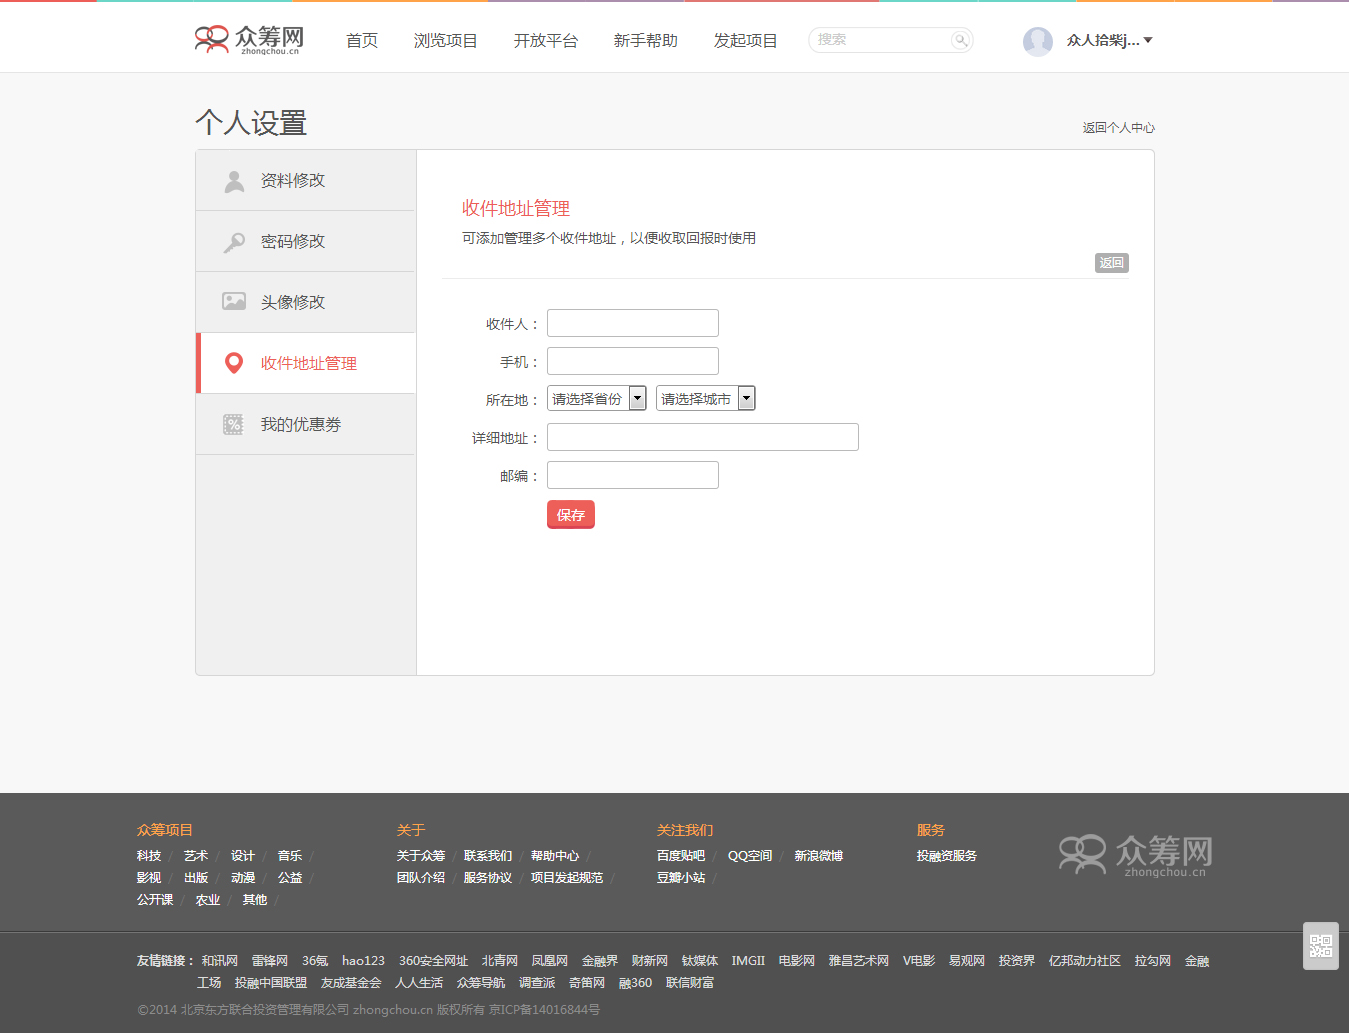 众筹网 zhongchou.cn 首页 浏览项目 开放平台 新手帮助 发起项目 搜索 众人拾柴j...
个人设置 返回个人中心
资料修改
密码修改
头像修改
收件地址管理
我的优惠券
收件地址管理
可添加管理多个收件地址，以便收取回报时使用
返回
收件人：
手机：
所在地： 请选择省份 请选择城市
详细地址：
邮编：
保存
众筹项目
科技 / 艺术 / 设计 / 音乐 /
影视 / 出版 / 动漫 / 公益 /
公开课 / 农业 / 其他 /
关于
关于众筹 / 联系我们 / 帮助中心 /
团队介绍 / 服务协议 / 项目发起规范 /
关注我们
百度贴吧 / QQ空间 / 新浪微博
豆瓣小站 /
服务
投融资服务
众筹网
zhongchou.cn
友情链接： 和讯网 雷锋网 36氪 hao123 360安全网址 北青网 凤凰网 金融界 财新网 钛媒体 IMGII 电影网 雅昌艺术网 V电影 易观网 投资界 亿邦动力社区 拉勾网 金融
工场 投融中国联盟 友成基金会 人人生活 众筹导航 调查派 奇笛网 融360 联信财富
©2014 北京东方联合投资管理有限公司 zhongchou.cn 版权所有 京ICP备14016844号